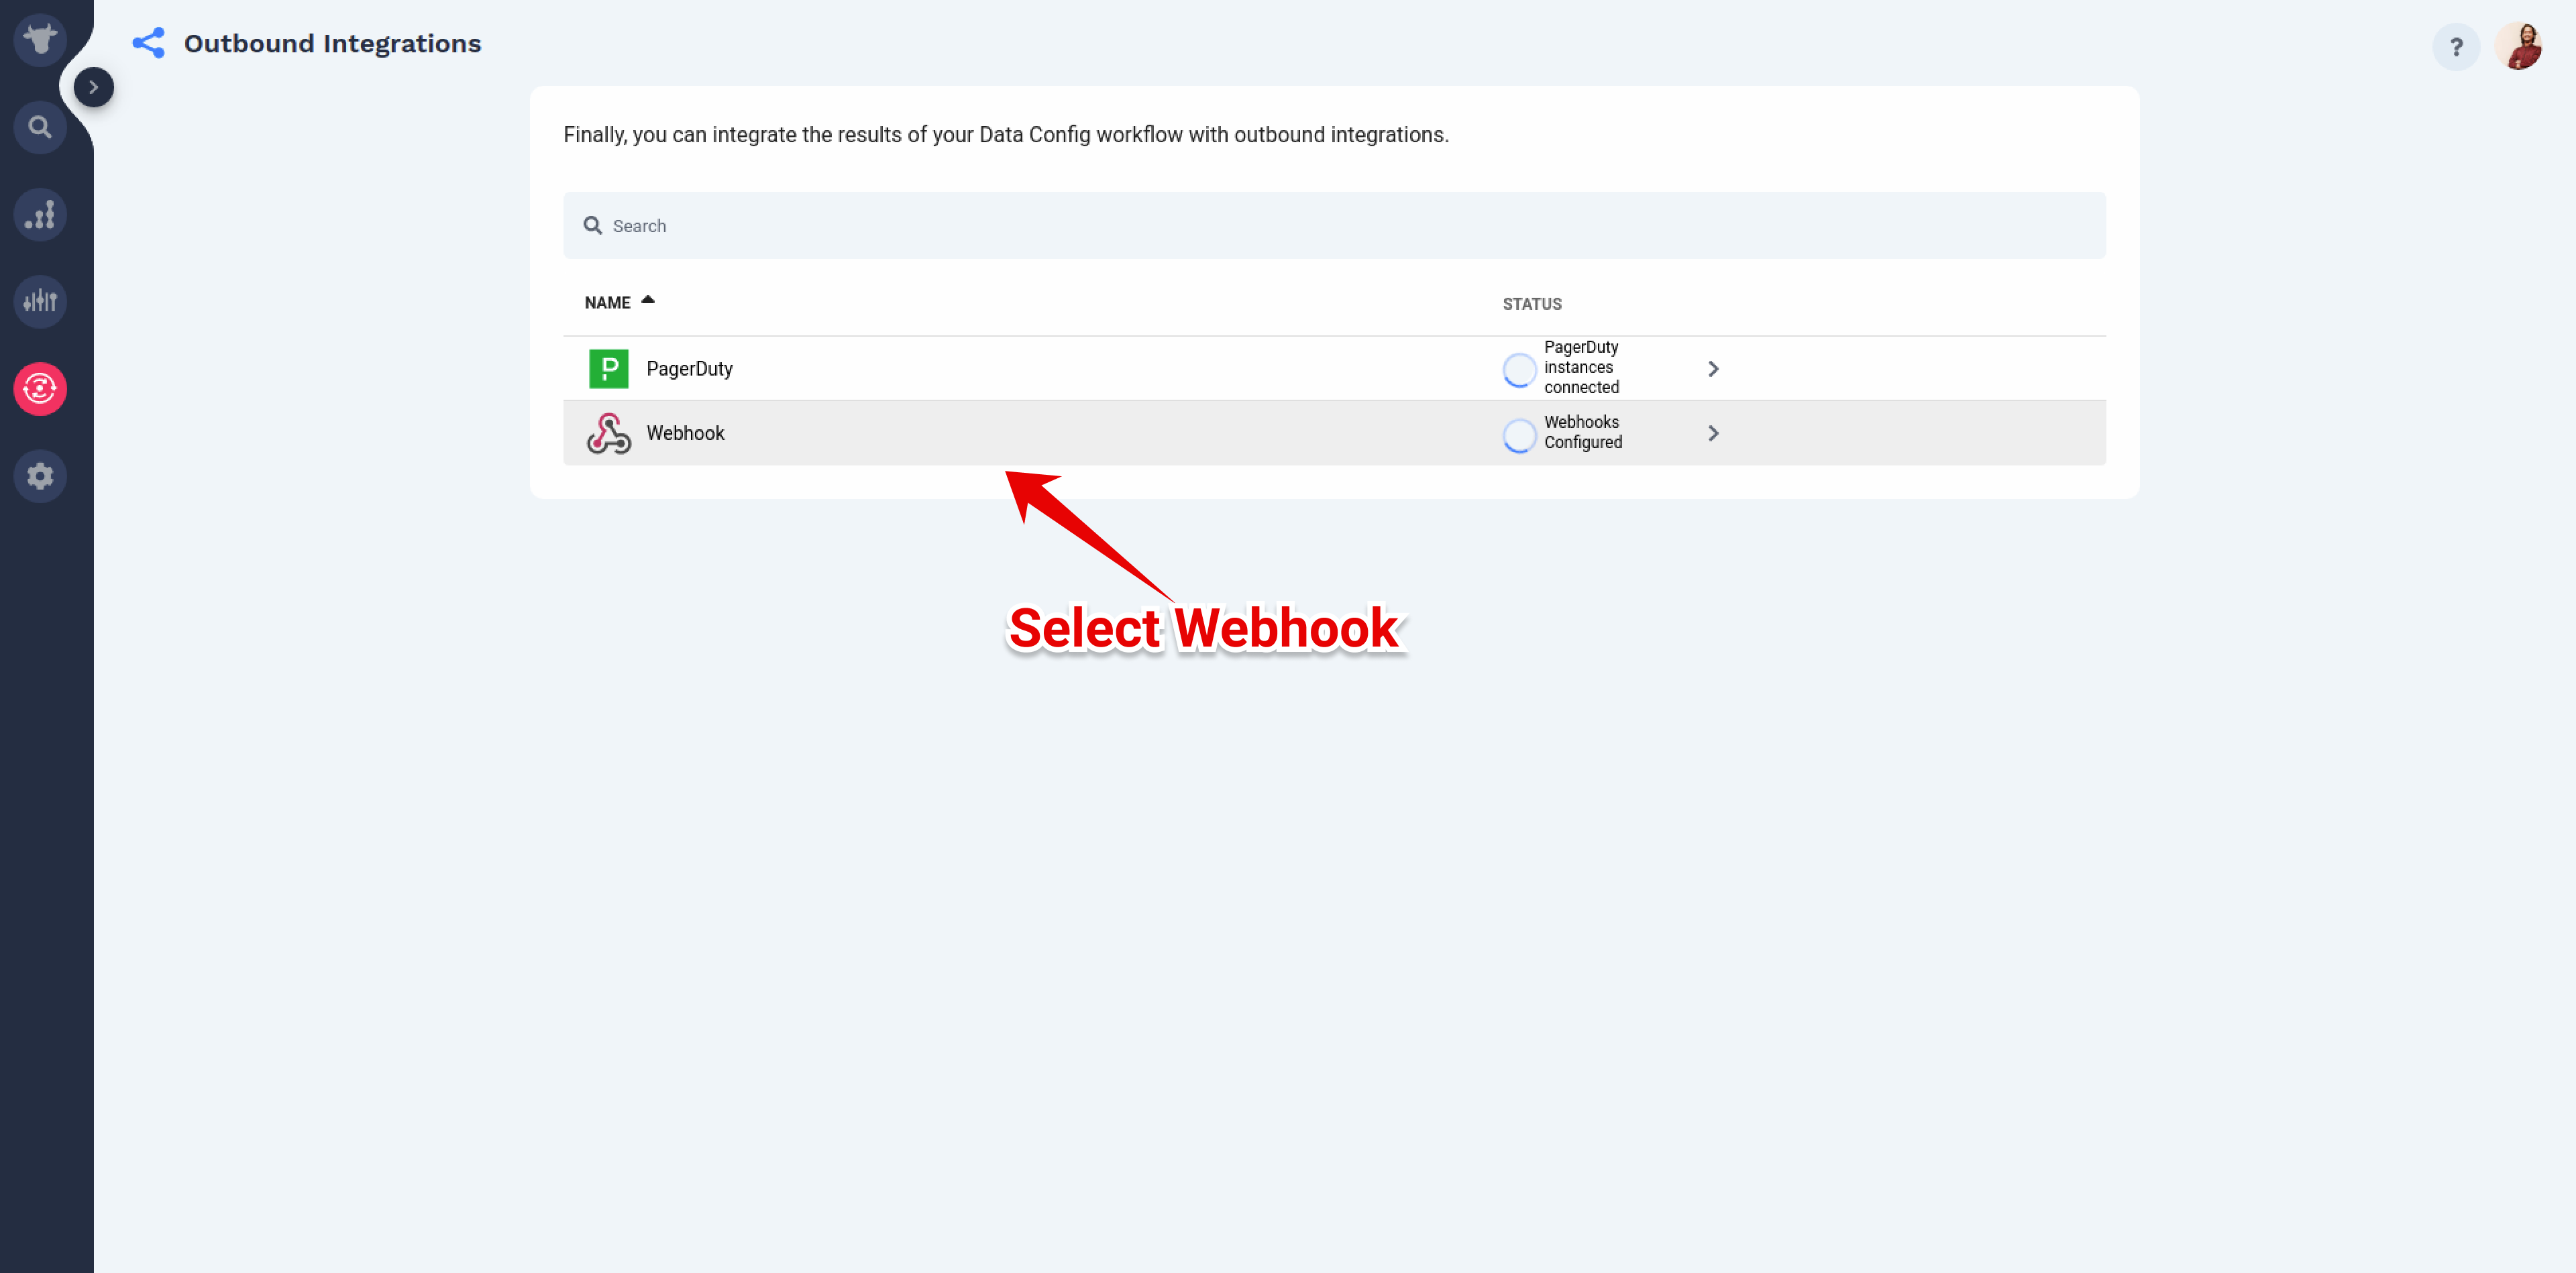 Outbound Integrations
?
Finally, you can integrate the results of your Data Config workflow with outbound integrations.
Search
NAME
STATUS
P
PagerDuty
PagerDuty
instances
connected
Webhook
Webhooks
Configured
Select Webhook